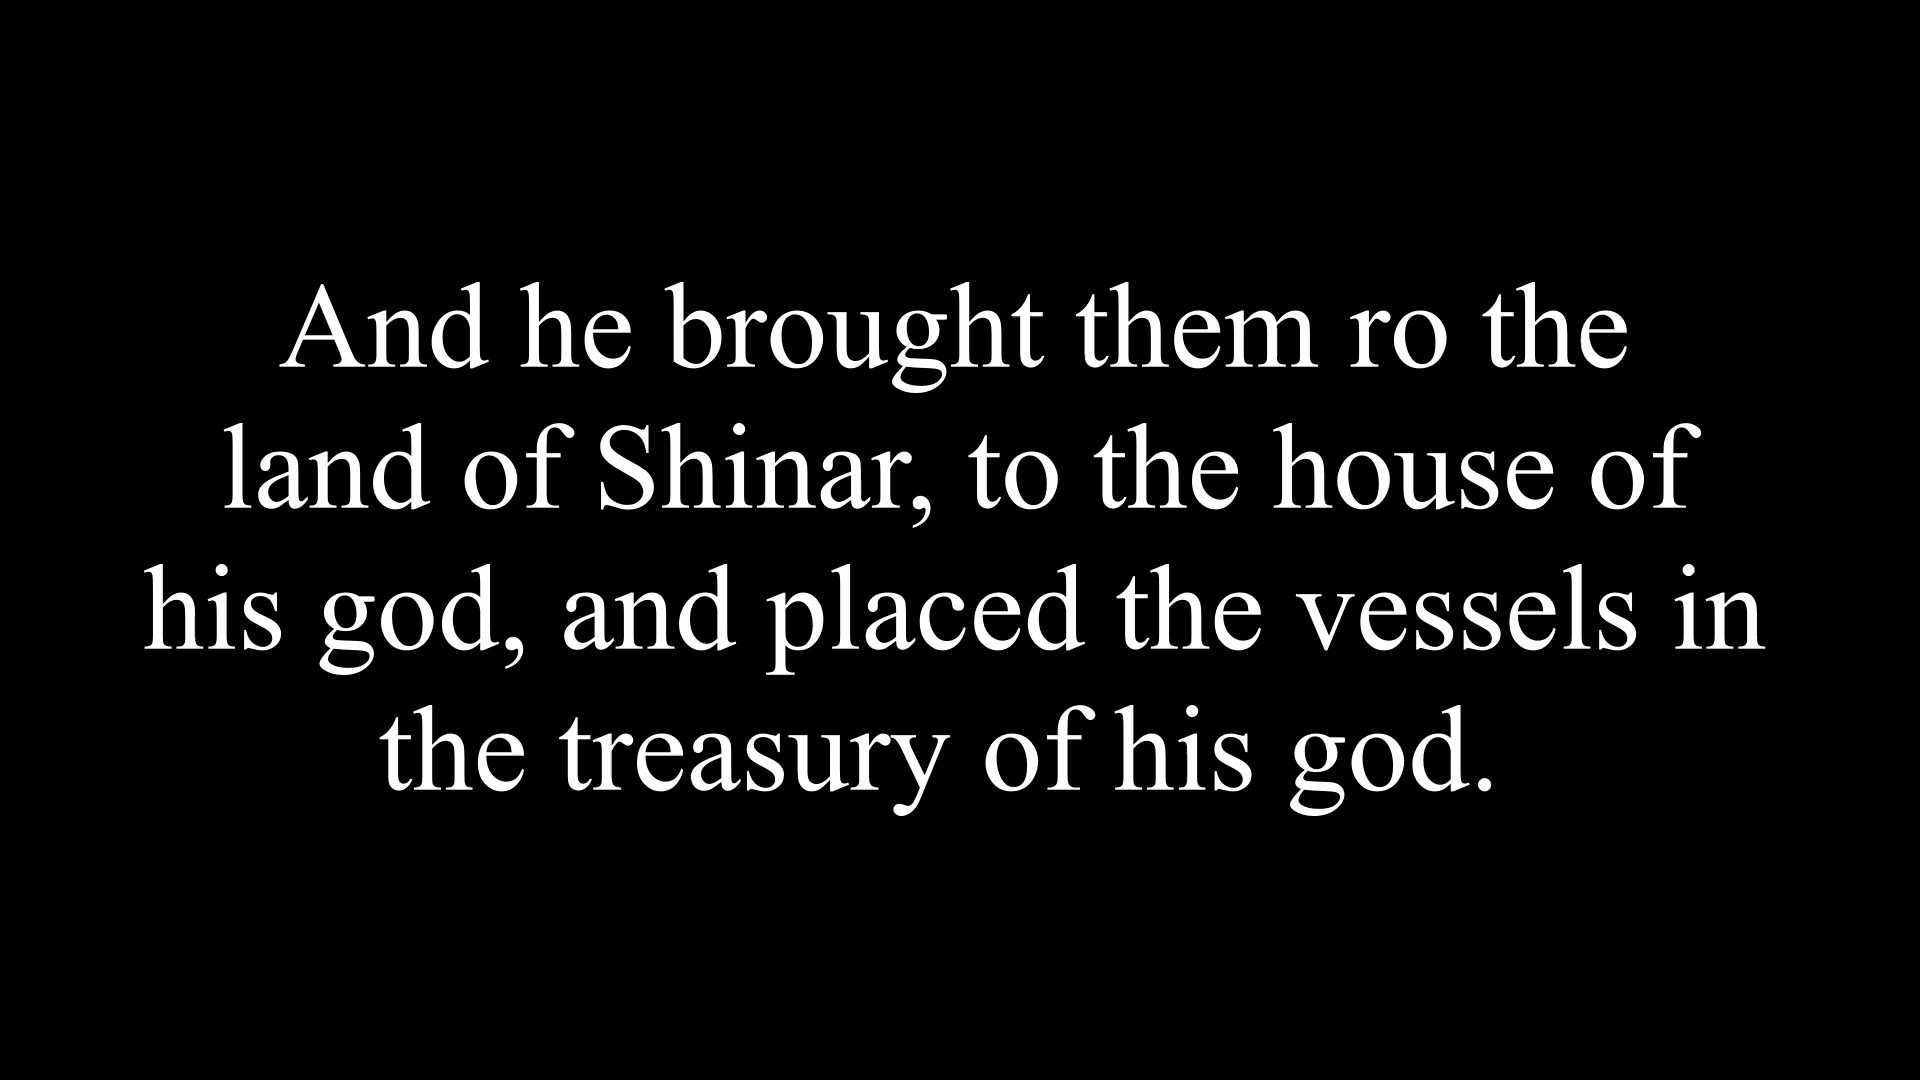 And he brought them ro the
land of Shinar, to the house of
his god, and placed the vessels in
the treasury of his god.